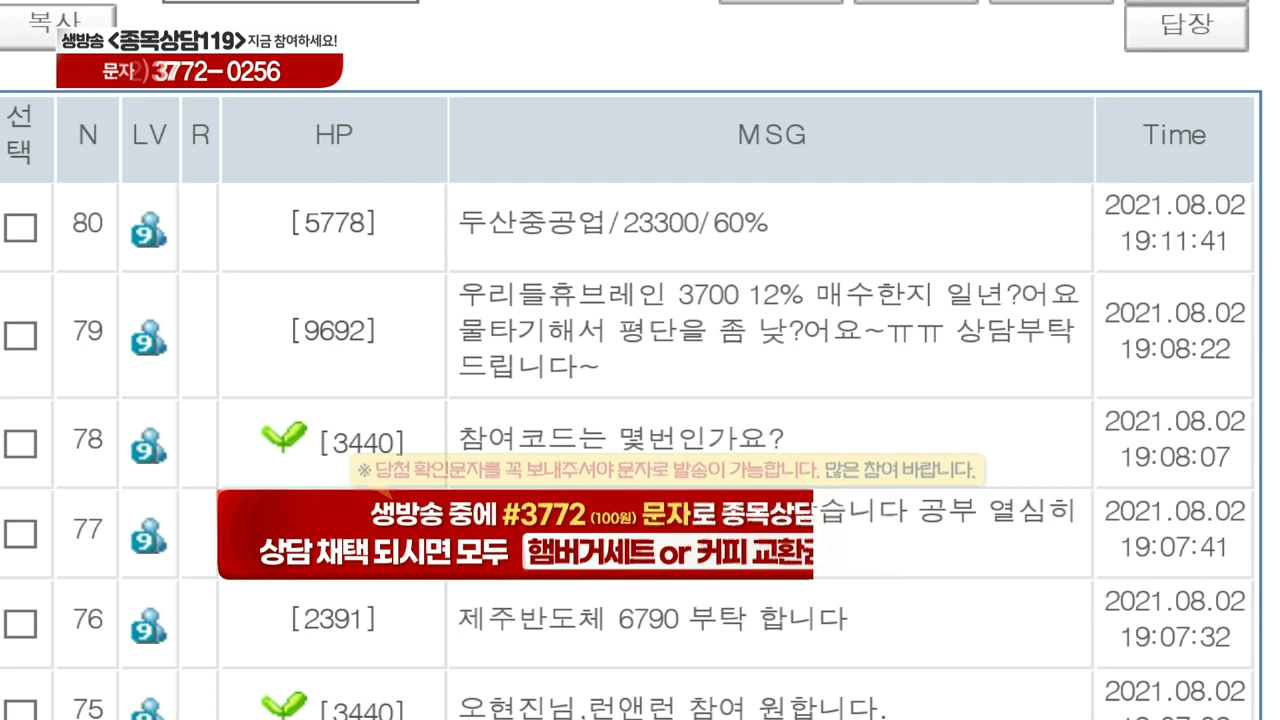 복사
답장
생방송 <종목상담119> 지금 참여하세요!
문자 3772-0256
선택 N LV R HP MSG Time
80 9 [5778] 두산중공업/23300/60% 2021.08.02 19:11:41
79 9 [9692] 우리들휴브레인 3700 12% 매수한지 일년?어요
물타기해서 평단을 좀 낮?어요~ㅠㅠ 상담부탁
드립니다~ 2021.08.02 19:08:22
78 9 [3440] 참여코드는 몇번인가요? 2021.08.02 19:08:07
※ 당첨 확인문자를 꼭 보내주셔야 문자로 발송이 가능합니다. 많은 참여 바랍니다.
77 9 습니다 공부 열심히 2021.08.02 19:07:41
생방송 중에 #3772 (100원) 문자로 종목상담
상담 채택 되시면 모두 햄버거세트 or 커피 교환권
76 9 [2391] 제주반도체 6790 부탁 합니다 2021.08.02 19:07:32
75 9 [3440] 오현진님,런앤런 참여 원합니다. 2021.08.02